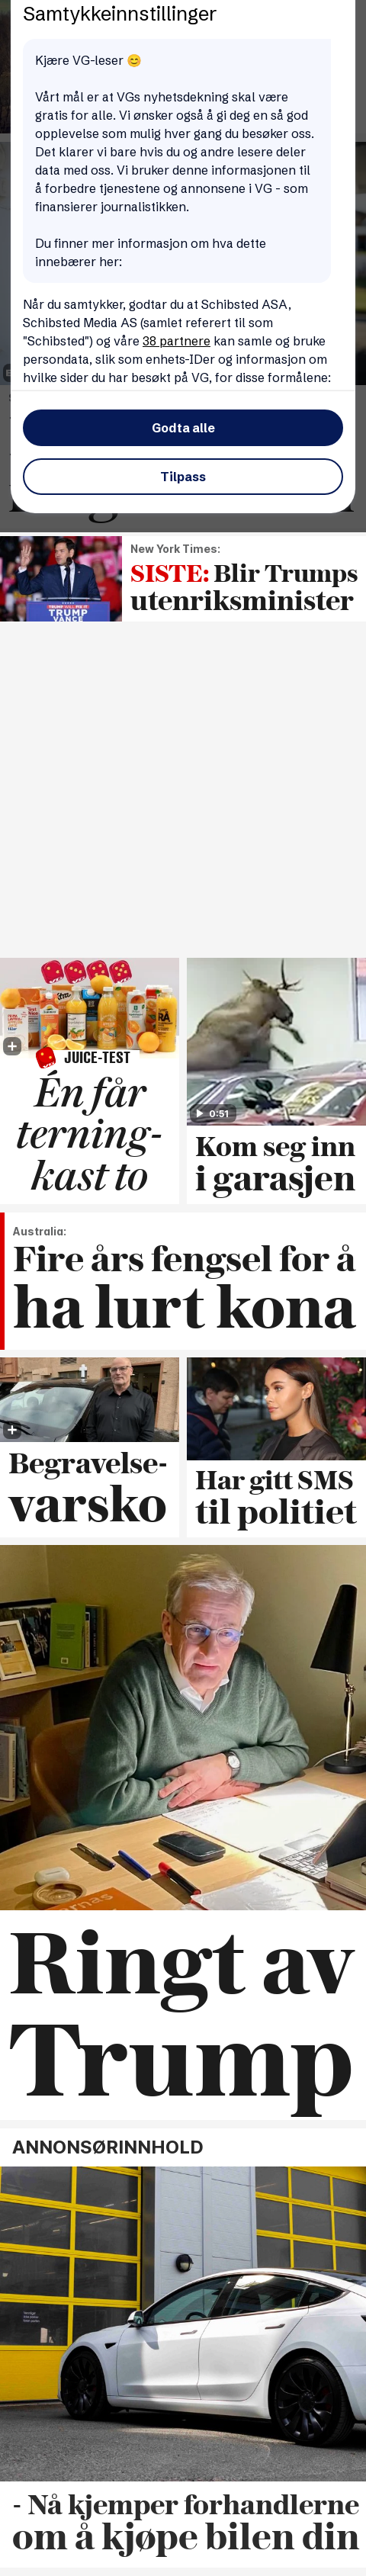 Samtykkeinnstillinger
Kjære VG-leser 😊
Vårt mål er at VGs nyhetsdekning skal være
gratis for alle. Vi ønsker også å gi deg en så god
opplevelse som mulig hver gang du besøker oss.
Det klarer vi bare hvis du og andre lesere deler
data med oss. Vi bruker denne informasjonen til
å forbedre tjenestene og annonsene i VG - som
finansierer journalistikken.
Du finner mer informasjon om hva dette
innebærer her:
Når du samtykker, godtar du at Schibsted ASA,
Schibsted Media AS (samlet referert til som
"Schibsted") og våre 38 partnere kan samle og bruke
persondata, slik som enhets-IDer og informasjon om
hvilke sider du har besøkt på VG, for disse formålene:
Godta alle
Tilpass
New York Times:
SISTE: Blir Trumps
utenriksminister
TRUMP
VANCE
JUICE-TEST
Én får
terning-
kast to
0:51
Kom seg inn
i garasjen
Australia:
Fire års fengsel for å
ha lurt kona
Begravelse-
varsko
Har gitt SMS
til politiet
Ringt av
Trump
ANNONSØRINNHOLD
- Nå kjemper forhandlerne
om å kjøpe bilen din